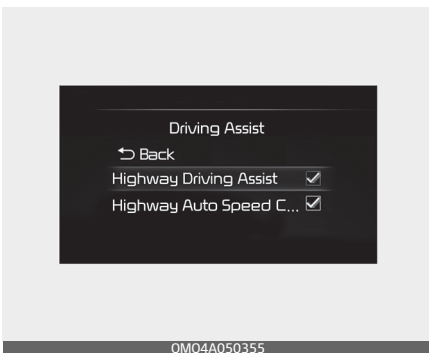 Driving Assist
Back
Highway Driving Assist
Highway Auto Speed C...
OMO4A050355